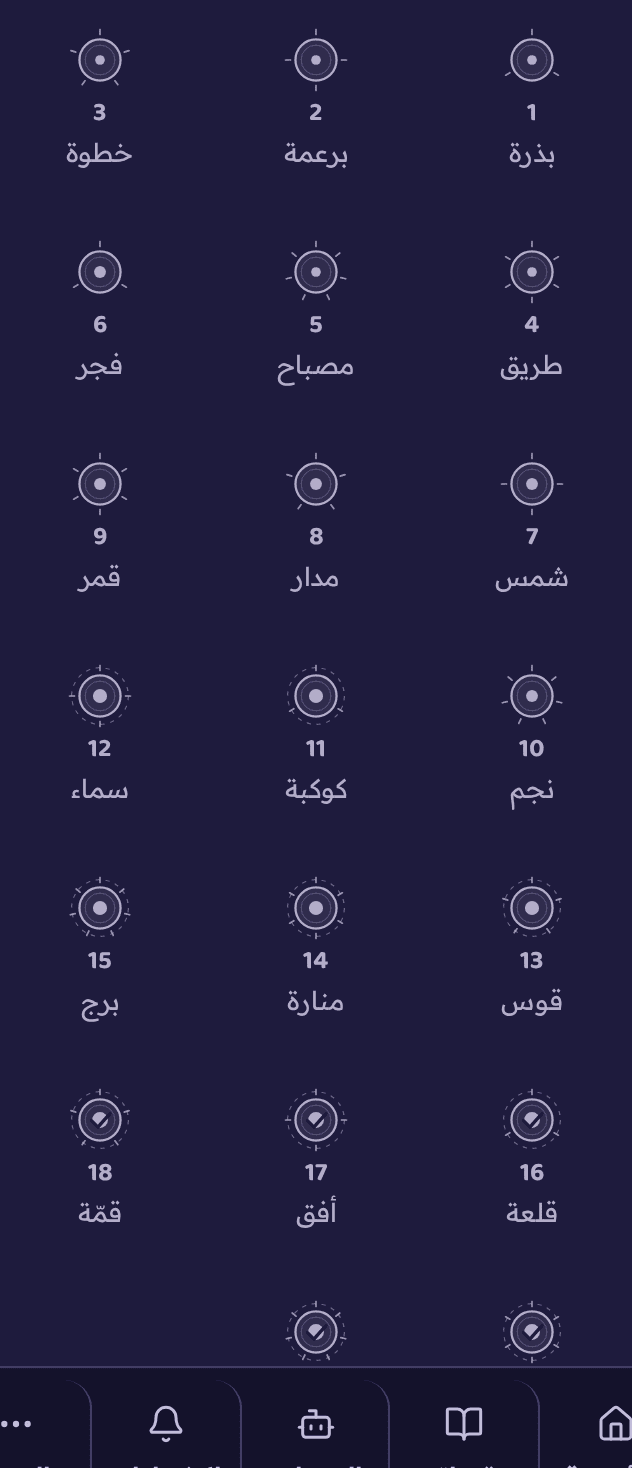 1 2 3
بذرة برعمة خطوة
4 5 6
طريق مصباح فجر
7 8 9
شمس مدار قمر
10 11 12
نجم كوكبة سماء
13 14 15
قوس منارة برج
16 17 18
قلعة أفق قمّة